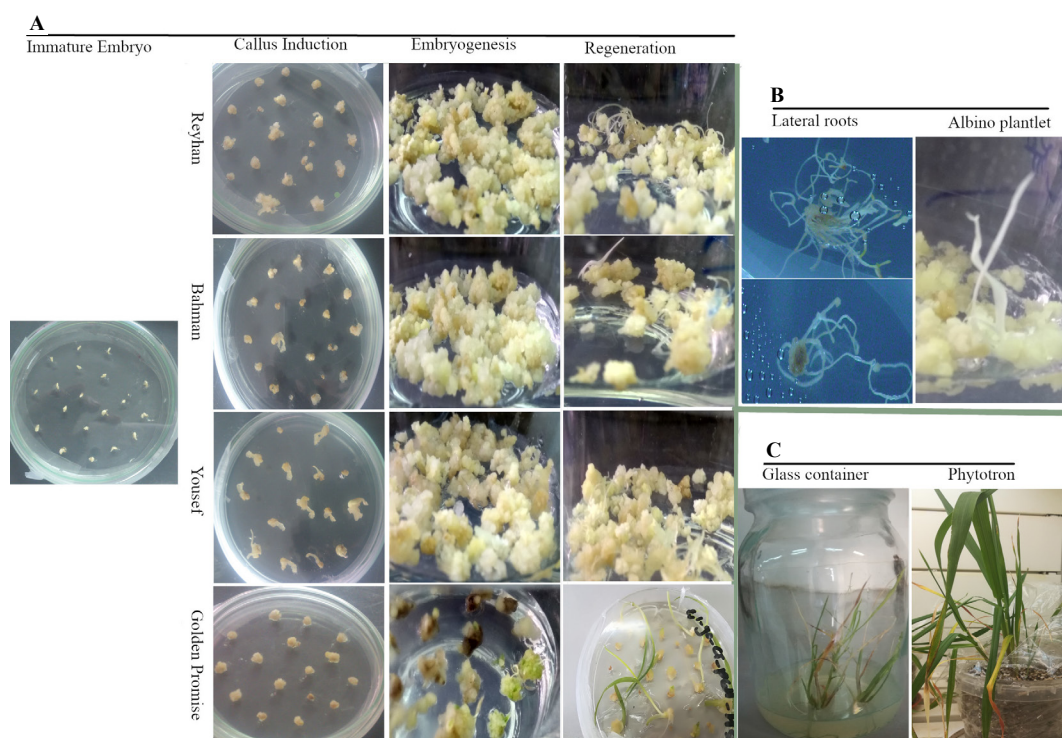 A
Immature Embryo
Callus Induction
Embryogenesis
Regeneration
Reyhan
Bahman
Yousef
Golden Promise
B
Lateral roots
Albino plantlet
C
Glass container
Phytotron